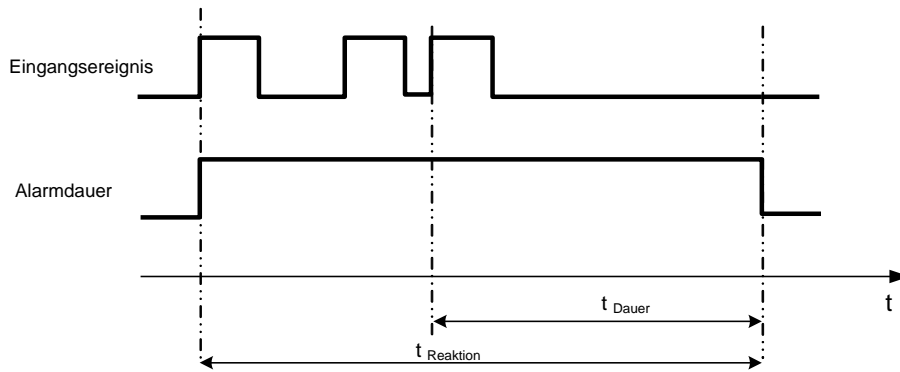 Eingangsereignis
Alarmdauer
t
t Dauer
t Reaktion